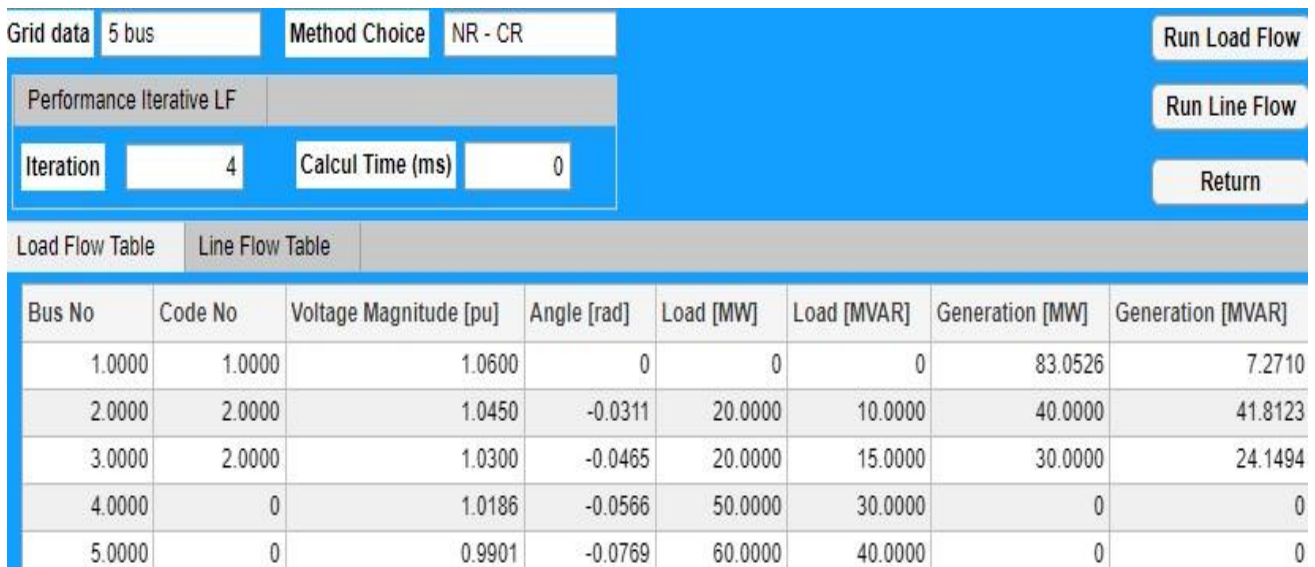 Grid data 5 bus Method Choice NR - CR Run Load Flow
Performance Iterative LF Run Line Flow
Iteration 4 Calcul Time (ms) 0 Return
Load Flow Table Line Flow Table
Bus No Code No Voltage Magnitude [pu] Angle [rad] Load [MW] Load [MVAR] Generation [MW] Generation [MVAR]
1.0000 1.0000 1.0600 0 0 0 83.0526 7.2710
2.0000 2.0000 1.0450 -0.0311 20.0000 10.0000 40.0000 41.8123
3.0000 2.0000 1.0300 -0.0465 20.0000 15.0000 30.0000 24.1494
4.0000 0 1.0186 -0.0566 50.0000 30.0000 0 0
5.0000 0 0.9901 -0.0769 60.0000 40.0000 0 0